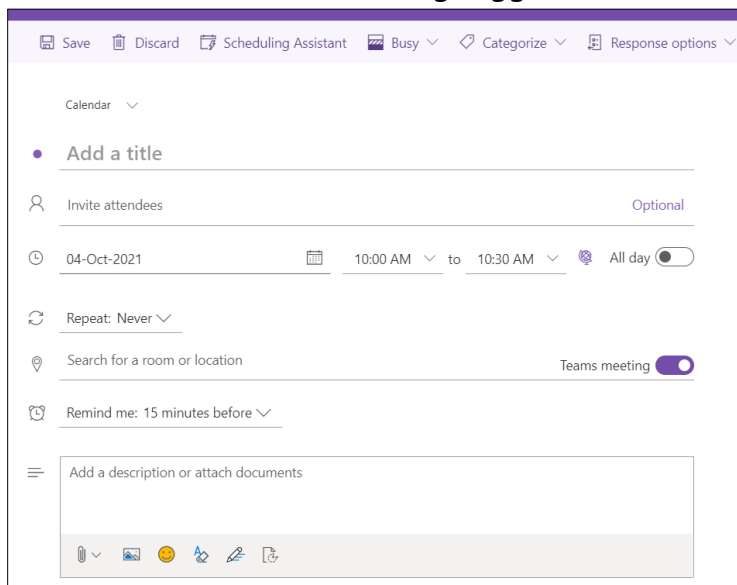 Save Discard Scheduling Assistant Busy Categorize Response options
Calendar
Add a title
Invite attendees Optional
04-Oct-2021 10:00 AM to 10:30 AM All day
Repeat: Never
Search for a room or location Teams meeting
Remind me: 15 minutes before
Add a description or attach documents